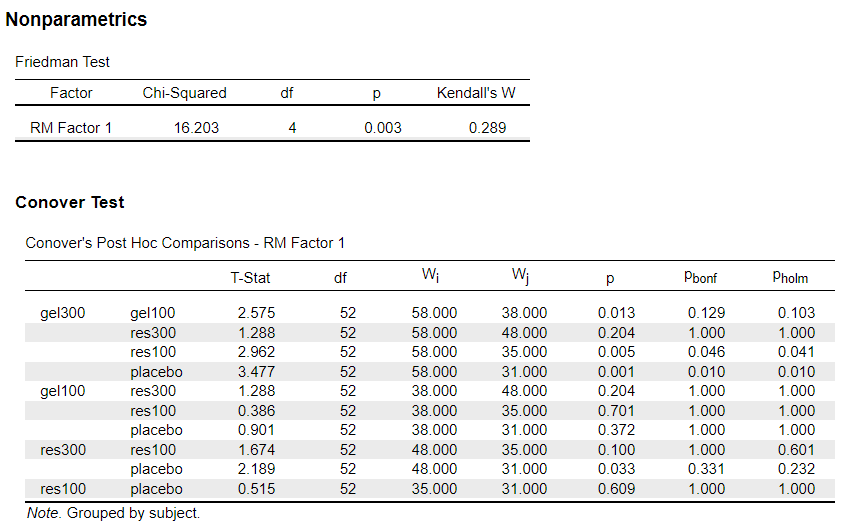 Nonparametrics
Friedman Test
Factor Chi-Squared df p Kendall's W
RM Factor 1 16.203 4 0.003 0.289
Conover Test
Conover's Post Hoc Comparisons - RM Factor 1
T-Stat df Wi Wj p pbonf pholm
gel300 gel100 2.575 52 58.000 38.000 0.013 0.129 0.103
res300 1.288 52 58.000 48.000 0.204 1.000 1.000
res100 2.962 52 58.000 35.000 0.005 0.046 0.041
placebo 3.477 52 58.000 31.000 0.001 0.010 0.010
gel100 res300 1.288 52 38.000 48.000 0.204 1.000 1.000
res100 0.386 52 38.000 35.000 0.701 1.000 1.000
placebo 0.901 52 38.000 31.000 0.372 1.000 1.000
res300 res100 1.674 52 48.000 35.000 0.100 1.000 0.601
placebo 2.189 52 48.000 31.000 0.033 0.331 0.232
res100 placebo 0.515 52 35.000 31.000 0.609 1.000 1.000
Note. Grouped by subject.